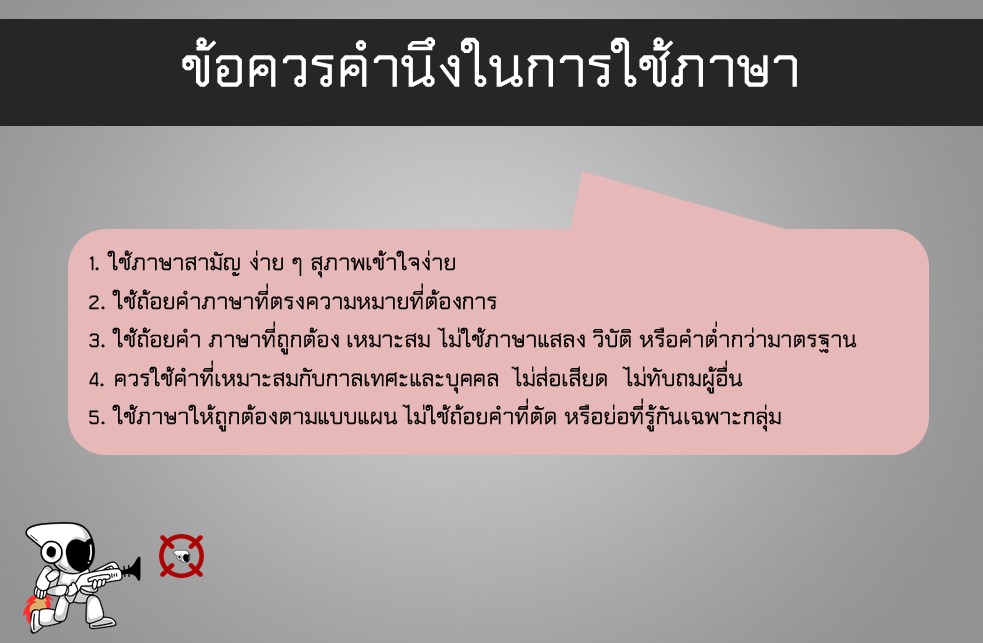 ข้อควรคำนึงในการใช้ภาษา
1. ใช้ภาษาสามัญ ง่าย ๆ สุภาพเข้าใจง่าย
2. ใช้ถ้อยคำภาษาที่ตรงความหมายที่ต้องการ
3. ใช้ถ้อยคำ ภาษาที่ถูกต้อง เหมาะสม ไม่ใช้ภาษาแสลง วิบัติ หรือคำต่ำกว่ามาตรฐาน
4. ควรใช้คำที่เหมาะสมกับกาลเทศะและบุคคล ไม่ส่อเสียด ไม่ทับถมผู้อื่น
5. ใช้ภาษาให้ถูกต้องตามแบบแผน ไม่ใช้ถ้อยคำที่ตัด หรือย่อที่รู้กันเฉพาะกลุ่ม